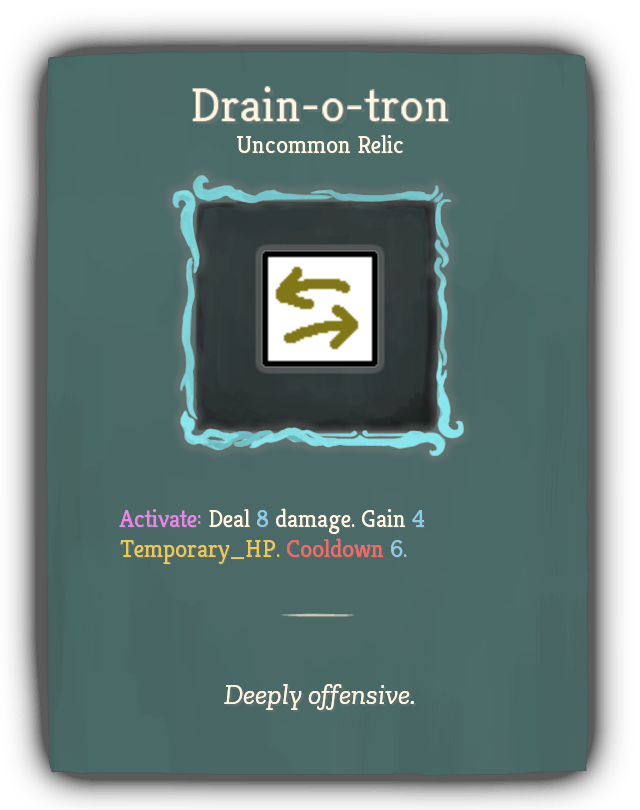 Drain-o-tron
Uncommon Relic
Activate: Deal 8 damage. Gain 4
Temporary_HP. Cooldown 6.
Deeply offensive.